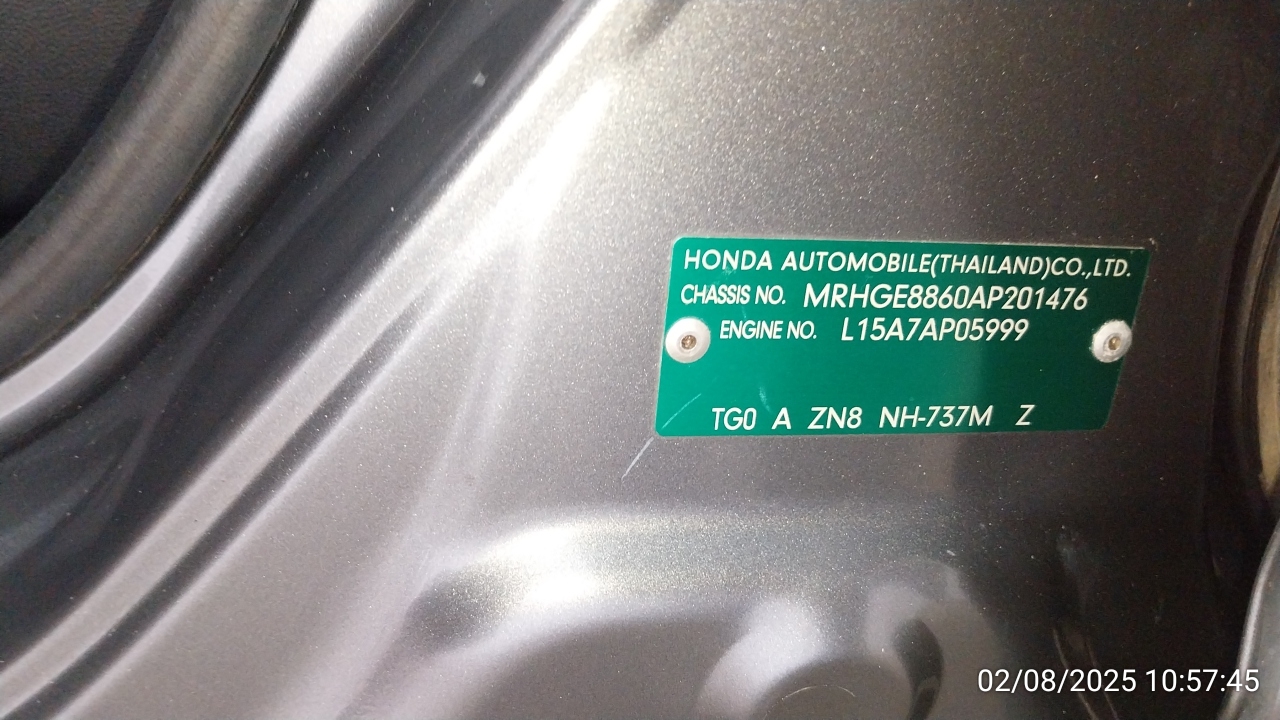 HONDA AUTOMOBILE(THAILAND)CO.,LTD.
CHASSIS NO. MRHGE8860AP201476
ENGINE NO. L15A7AP05999
TG0 A ZN8 NH-737M Z
02/08/2025 10:57:45